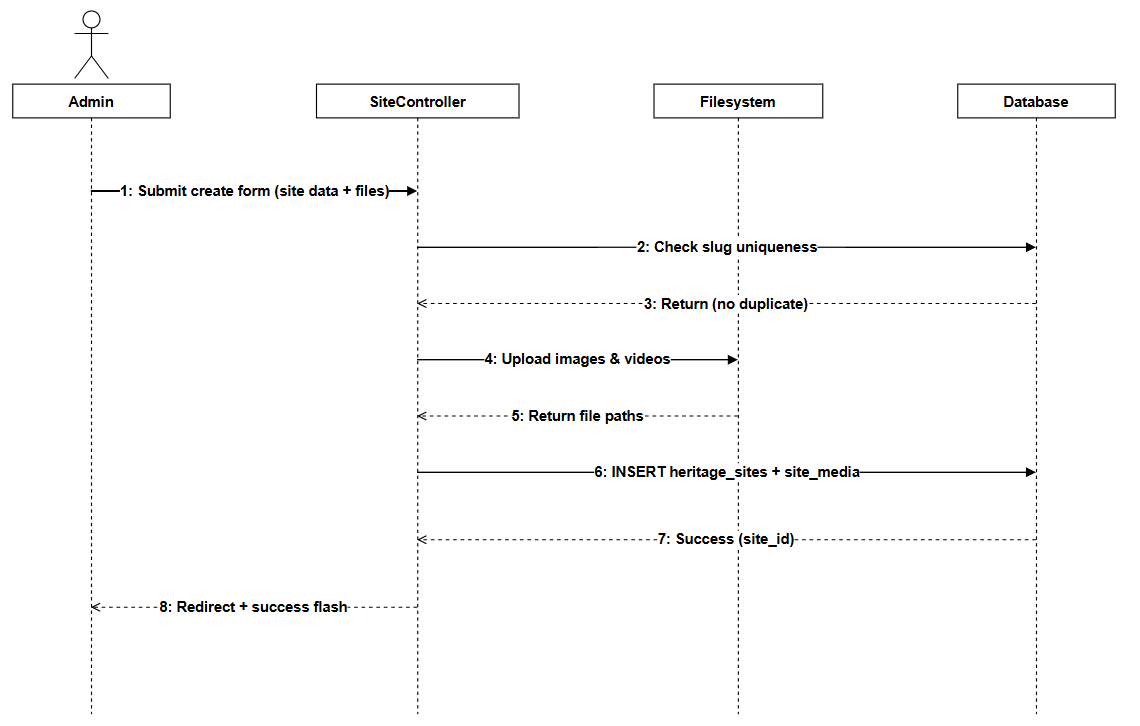 Admin
SiteController
Filesystem
Database
1: Submit create form (site data + files)
2: Check slug uniqueness
3: Return (no duplicate)
4: Upload images & videos
5: Return file paths
6: INSERT heritage_sites + site_media
7: Success (site_id)
8: Redirect + success flash